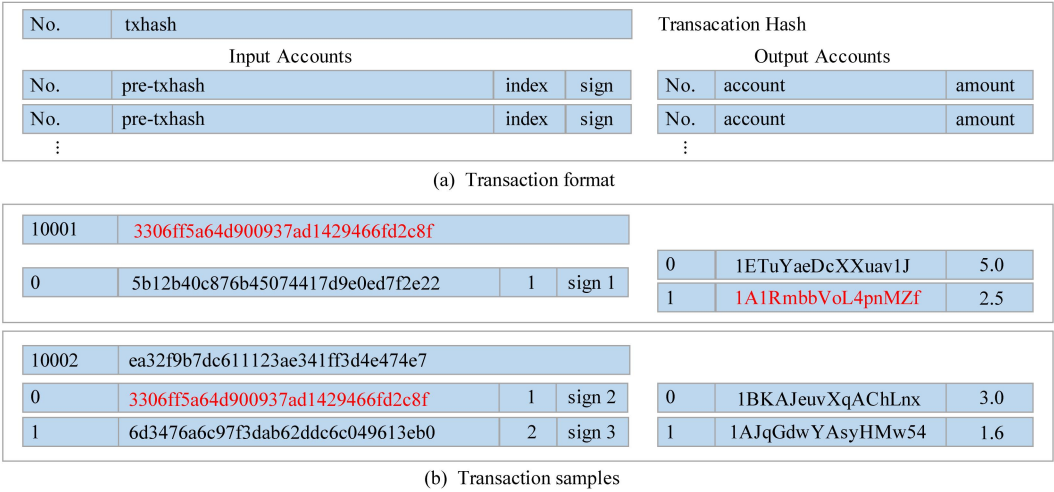 No. txhash Transacation Hash
Input Accounts Output Accounts
No. pre-txhash index sign No. account amount
No. pre-txhash index sign No. account amount
⋮ ⋮
(a) Transaction format
10001 3306ff5a64d900937ad1429466fd2c8f
0 1ETuYaeDcXXuav1J 5.0
0 5b12b40c876b45074417d9e0ed7f2e22 1 sign 1
1 1A1RmbbVoL4pnMZf 2.5
10002 ea32f9b7dc611123ae341ff3d4e474e7
0 3306ff5a64d900937ad1429466fd2c8f 1 sign 2 0 1BKAJeuvXqAChLnx 3.0
1 6d3476a6c97f3dab62ddc6c049613eb0 2 sign 3 1 1AJqGdwYAsyHMw54 1.6
(b) Transaction samples